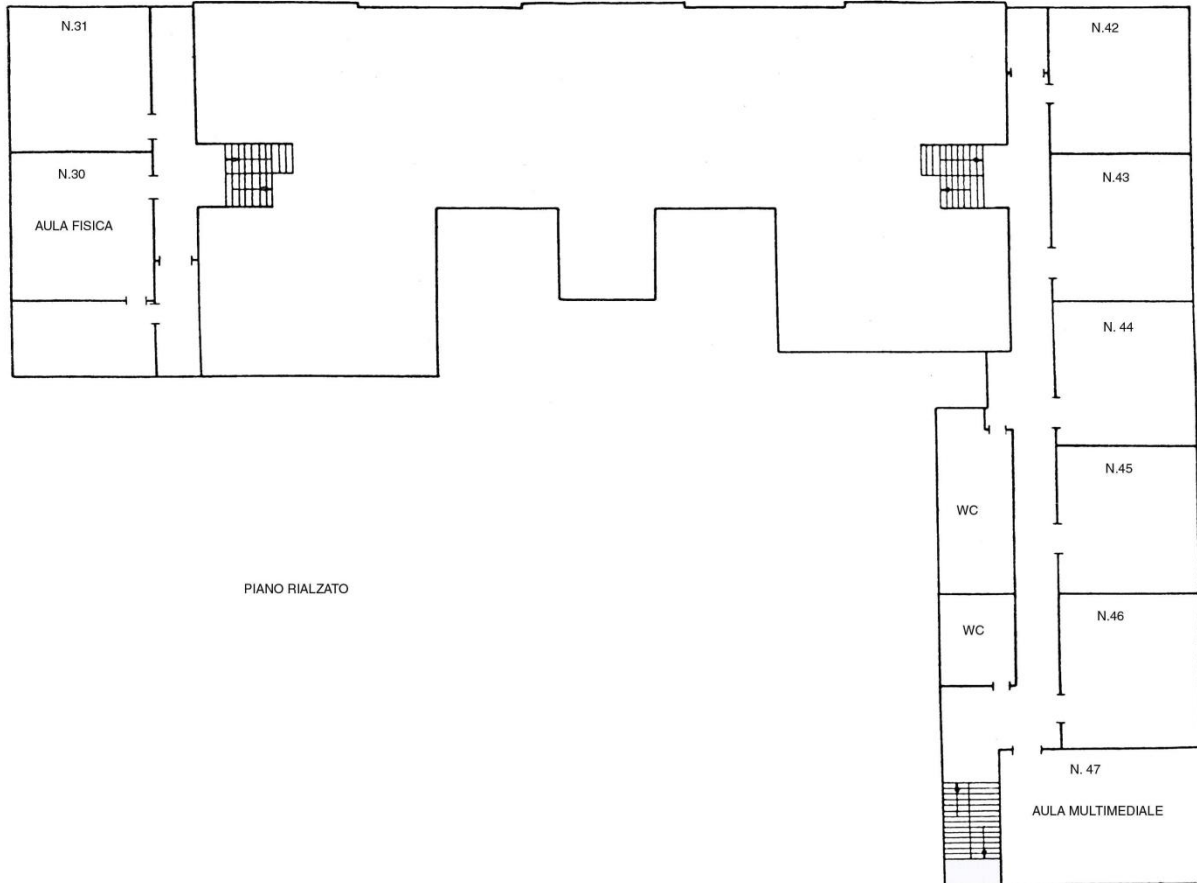 N.31
N.42
N.30
AULA FISICA
N.43
N. 44
N.45
WC
PIANO RIALZATO
N.46
WC
N. 47
AULA MULTIMEDIALE